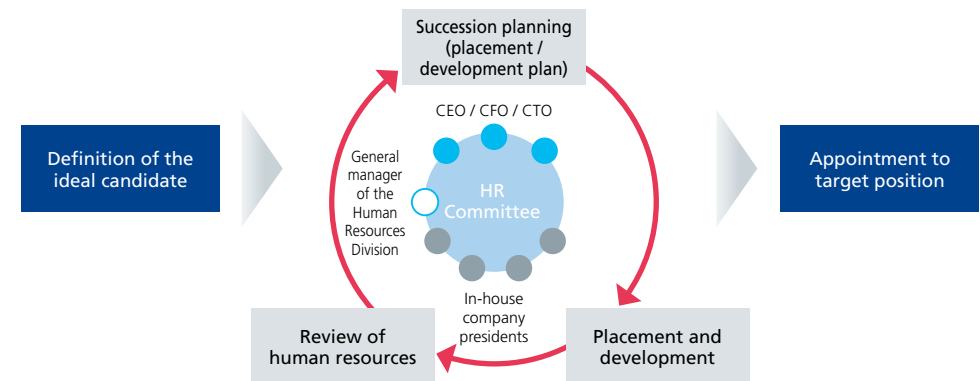 Succession planning
(placement /
development plan)
Definition of the
ideal candidate
CEO / CFO / CTO
General
manager
of the
Human
Resources
Division
HR
Committee
In-house
company
presidents
Review of
human resources
Placement and
development
Appointment to
target position